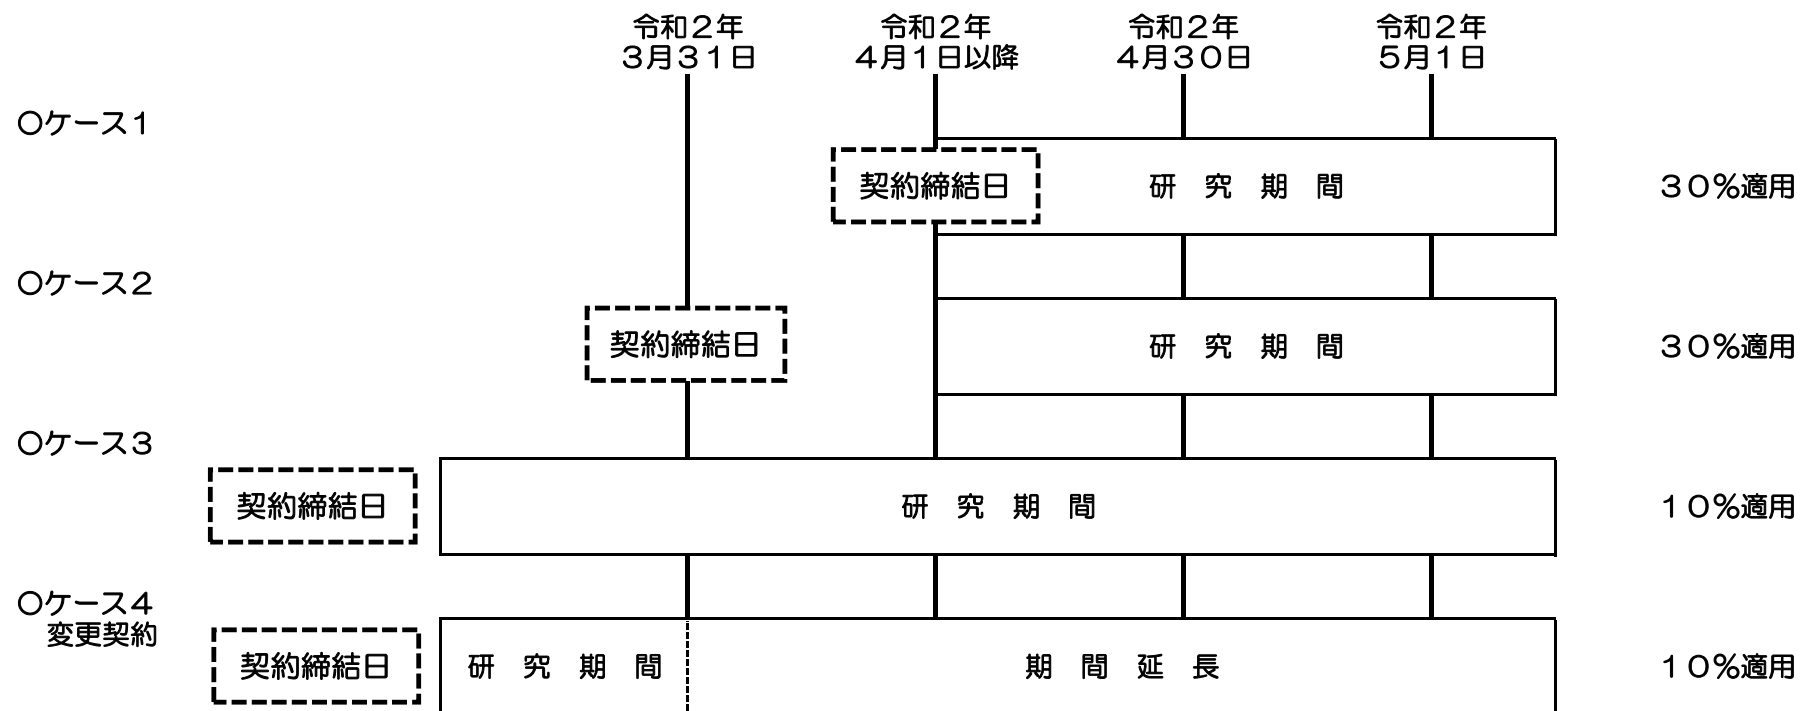 令和２年
３月３１日
令和２年
４月１日以降
令和２年
４月３０日
令和２年
５月１日
○ケース１
契約締結日
研　究　期　間
３０％適用
○ケース２
契約締結日
研　究　期　間
３０％適用
○ケース３
契約締結日
研　究　期　間
１０％適用
○ケース４
変更契約
契約締結日
研　究　期　間
期　間　延　長
１０％適用